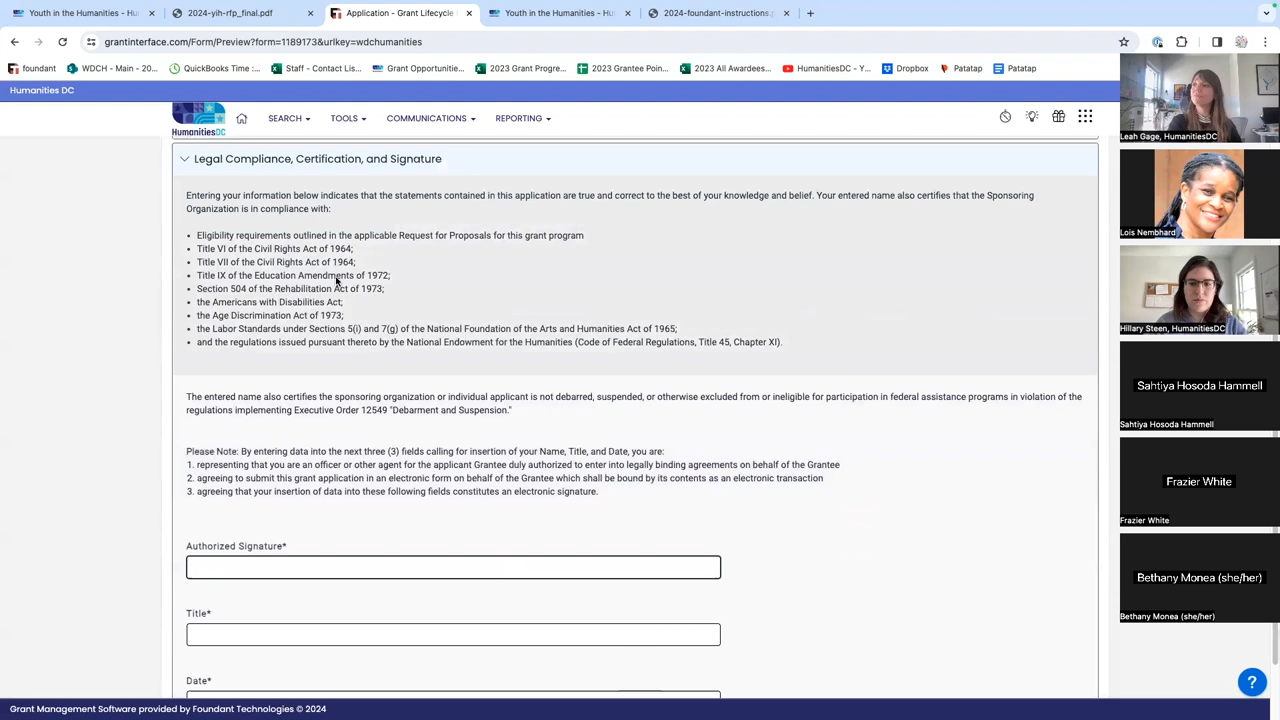 Youth in the Humanities - Hu
2024-yih-rfp_final.pdf
Application - Grant Lifecycle
Youth in the Humanities - Hu
2024-foundant-instructions.
grantinterface.com/Form/Preview?form=1189173&urlkey=wdchumanities
foundant
WDCH - Main - 20...
QuickBooks Time :...
Staff - Contact Lis...
Grant Opportunitie...
2023 Grant Progre...
2023 Grantee Poin...
2023 All Awardees...
HumanitiesDC - Y...
Dropbox
Patatap
Patatap
Humanities DC
HumanitiesDC
SEARCH
TOOLS
COMMUNICATIONS
REPORTING
Legal Compliance, Certification, and Signature
Entering your information below indicates that the statements contained in this application are true and correct to the best of your knowledge and belief. Your entered name also certifies that the Sponsoring
Organization is in compliance with:
• Eligibility requirements outlined in the applicable Request for Proposals for this grant program
• Title VI of the Civil Rights Act of 1964;
• Title VII of the Civil Rights Act of 1964;
• Title IX of the Education Amendments of 1972;
• Section 504 of the Rehabilitation Act of 1973;
• the Americans with Disabilities Act;
• the Age Discrimination Act of 1973;
• the Labor Standards under Sections 5(i) and 7(g) of the National Foundation of the Arts and Humanities Act of 1965;
• and the regulations issued pursuant thereto by the National Endowment for the Humanities (Code of Federal Regulations, Title 45, Chapter XI).
The entered name also certifies the sponsoring organization or individual applicant is not debarred, suspended, or otherwise excluded from or ineligible for participation in federal assistance programs in violation of the
regulations implementing Executive Order 12549 "Debarment and Suspension."
Please Note: By entering data into the next three (3) fields calling for insertion of your Name, Title, and Date, you are:
1. representing that you are an officer or other agent for the applicant Grantee duly authorized to enter into legally binding agreements on behalf of the Grantee
2. agreeing to submit this grant application in an electronic form on behalf of the Grantee which shall be bound by its contents as an electronic transaction
3. agreeing that your insertion of data into these following fields constitutes an electronic signature.
Authorized Signature*
Title*
Date*
Grant Management Software provided by Foundant Technologies © 2024
?
Leah Gage, HumanitiesDC
Lois Nembhard
Hillary Steen, HumanitiesDC
Sahtiya Hosoda Hammell
Sahtiya Hosoda Hammell
Frazier White
Frazier White
Bethany Monea (she/her)
Bethany Monea (she/her)